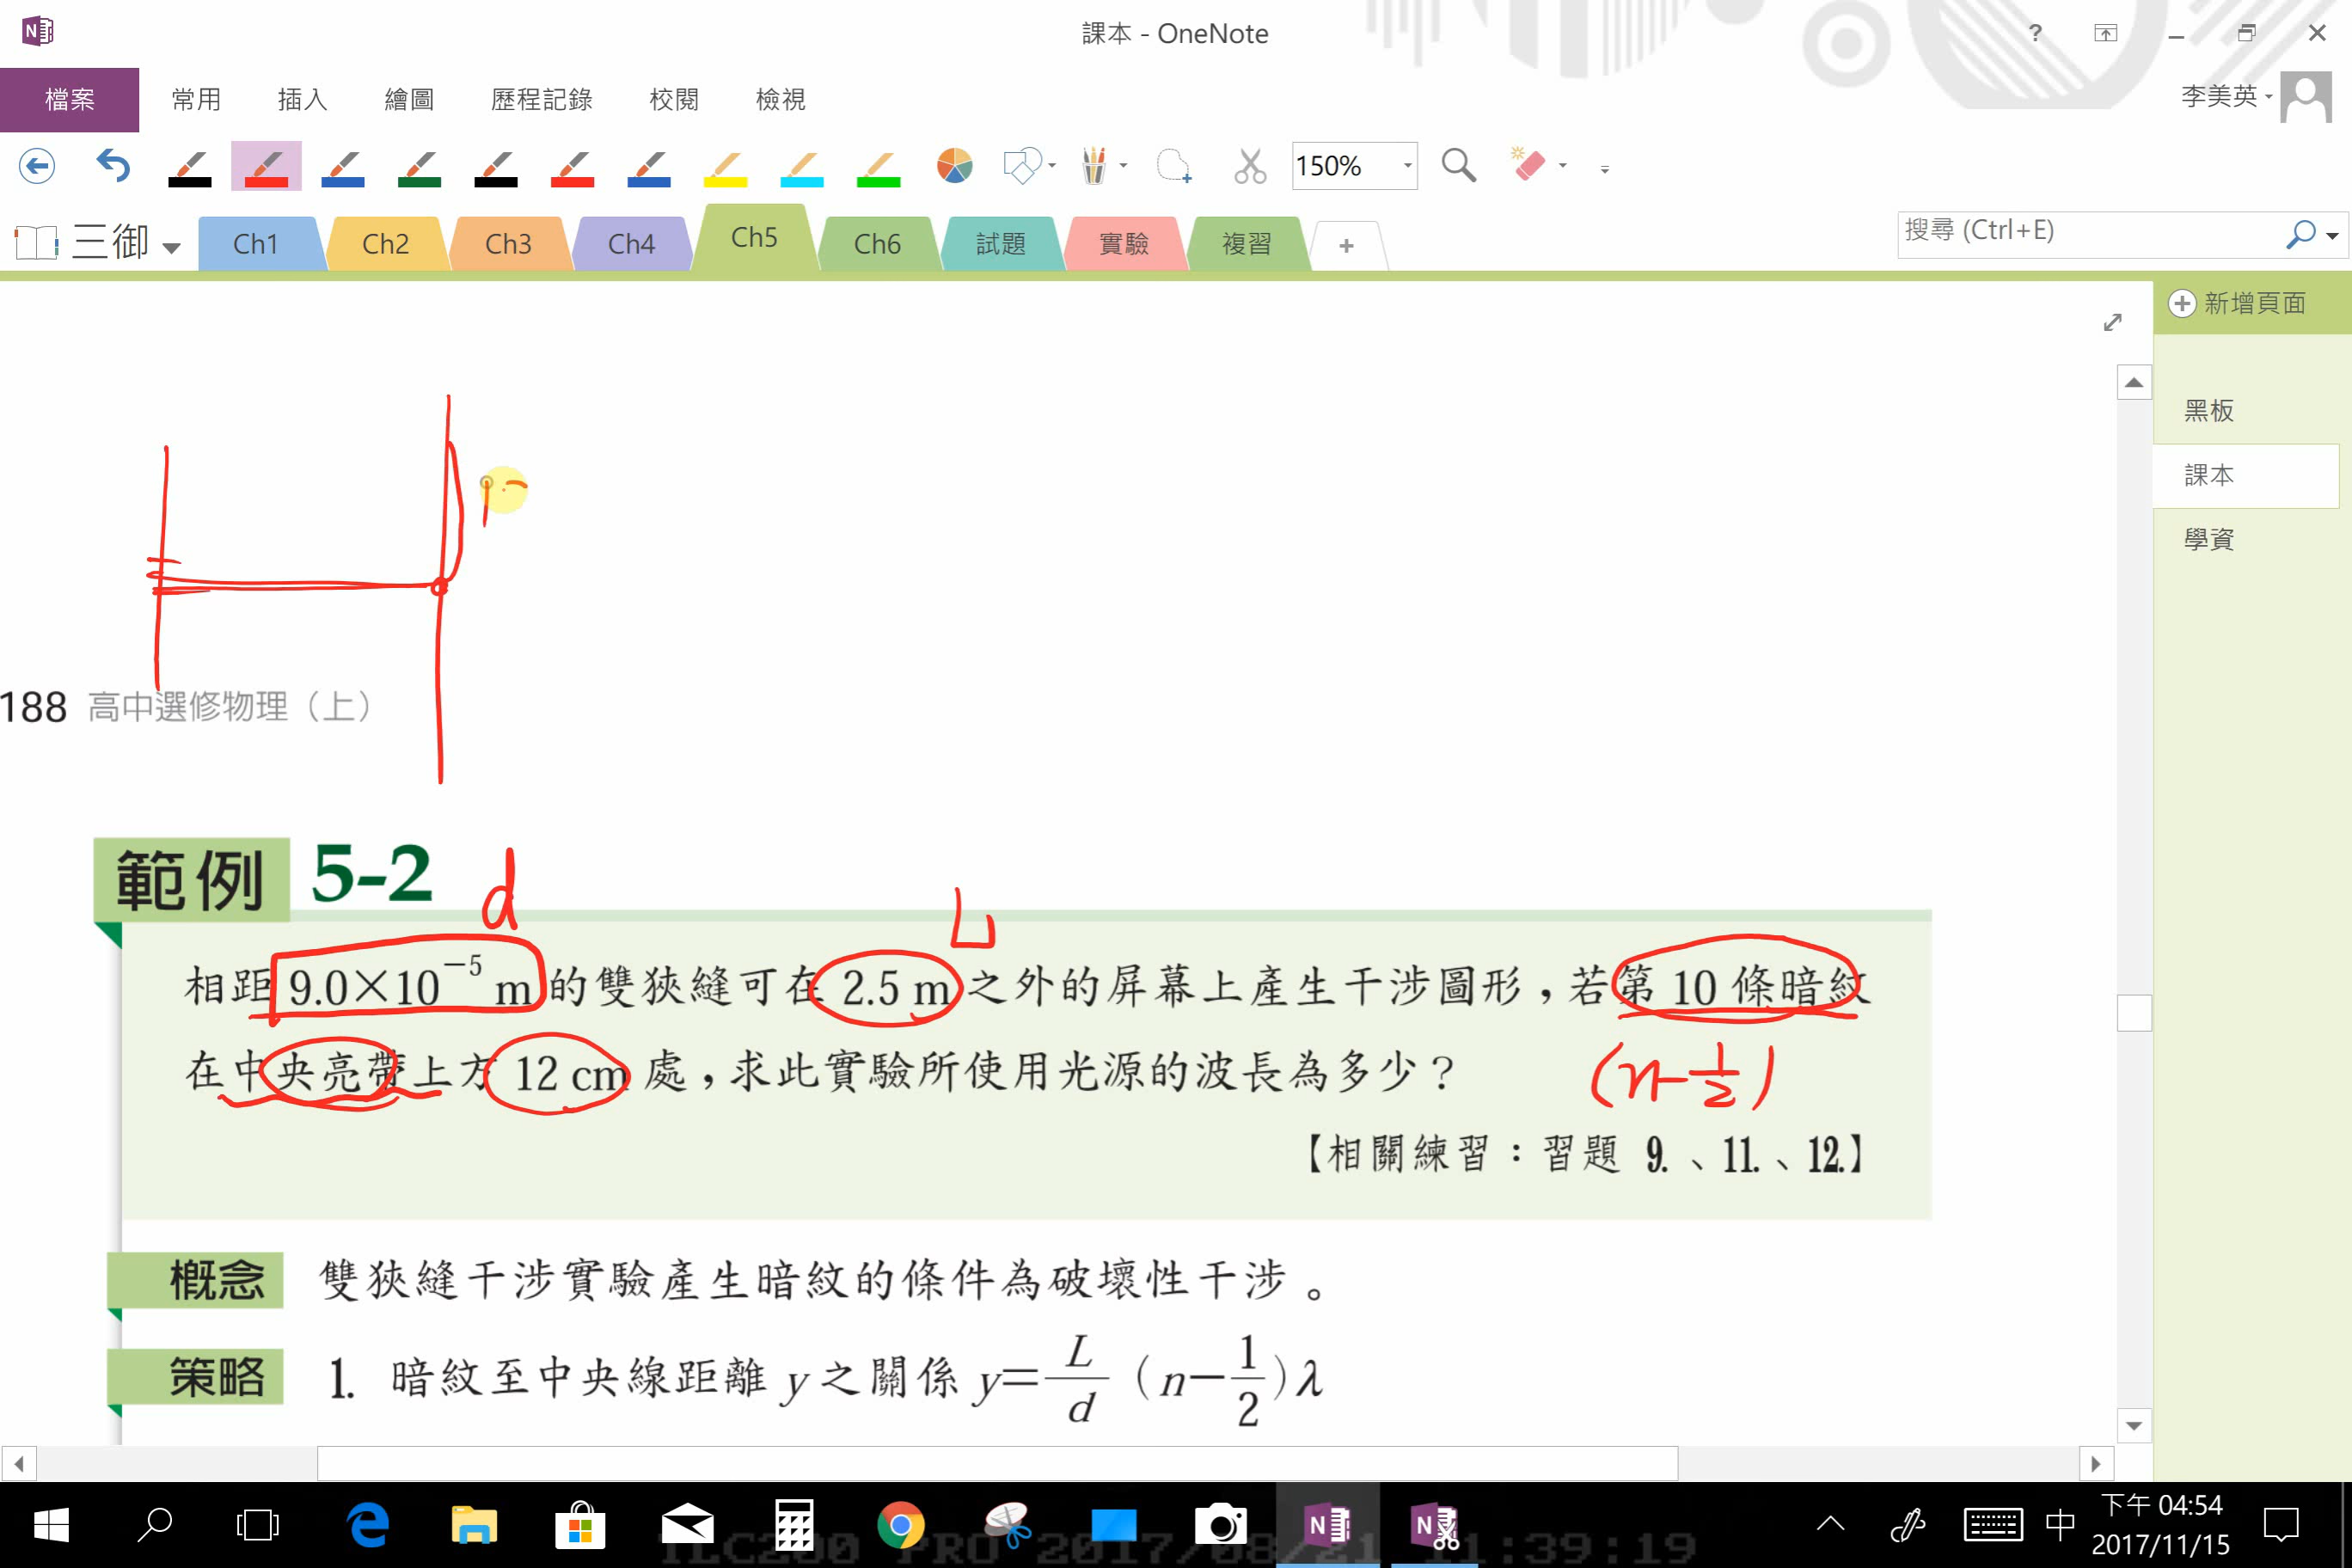 課本 - OneNote
?
檔案 常用 插入 繪圖 歷程記錄 校閱 檢視
李美英
150%
三御 Ch1 Ch2 Ch3 Ch4 Ch5 Ch6 試題 實驗 複習 +
搜尋 (Ctrl+E)
新增頁面
黑板
課本
學資
188 高中選修物理（上）
範例 5-2
d
L
相距 9.0×10⁻⁵ m 的雙狹縫可在 2.5 m 之外的屏幕上產生干涉圖形，若第 10 條暗紋
在中央亮帶上方 12 cm 處，求此實驗所使用光源的波長為多少？
(n-1/2)
【相關練習：習題 9.、11.、12.】
概念 雙狹縫干涉實驗產生暗紋的條件為破壞性干涉。
策略 1. 暗紋至中央線距離 y 之關係 y=L/d (n-1/2)λ
中
下午 04:54
2017/11/15
ILC200 PRO 2017/08/21 11:39:19